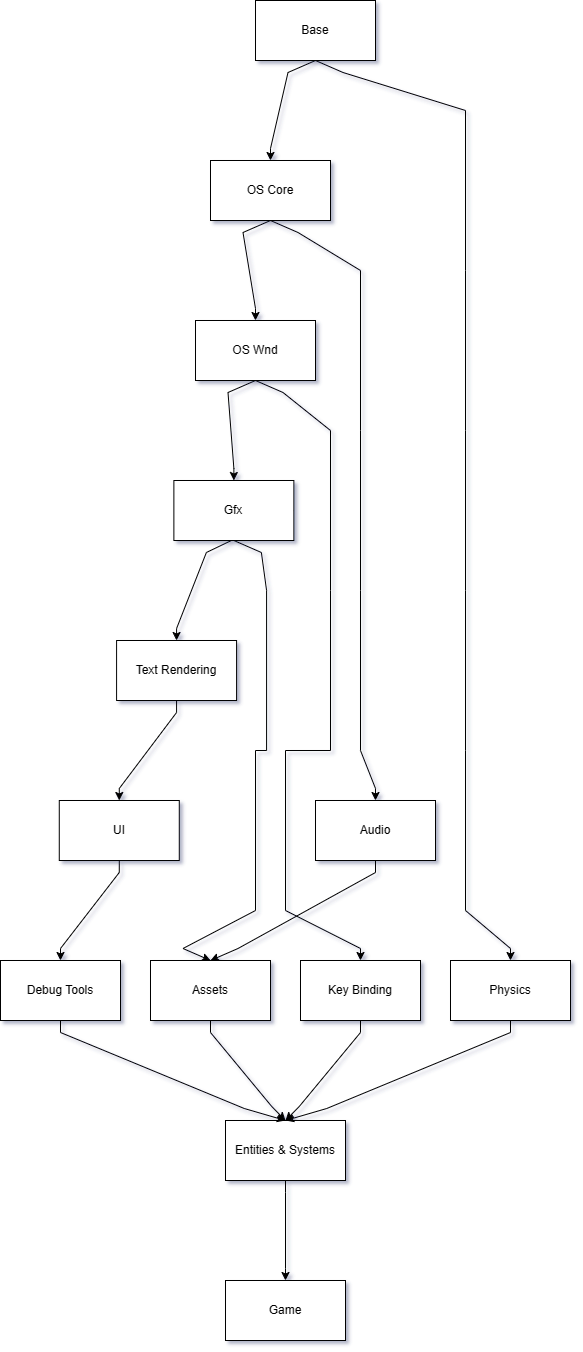 Base
OS Core
OS Wnd
Gfx
Text Rendering
UI
Audio
Debug Tools
Assets
Key Binding
Physics
Entities & Systems
Game